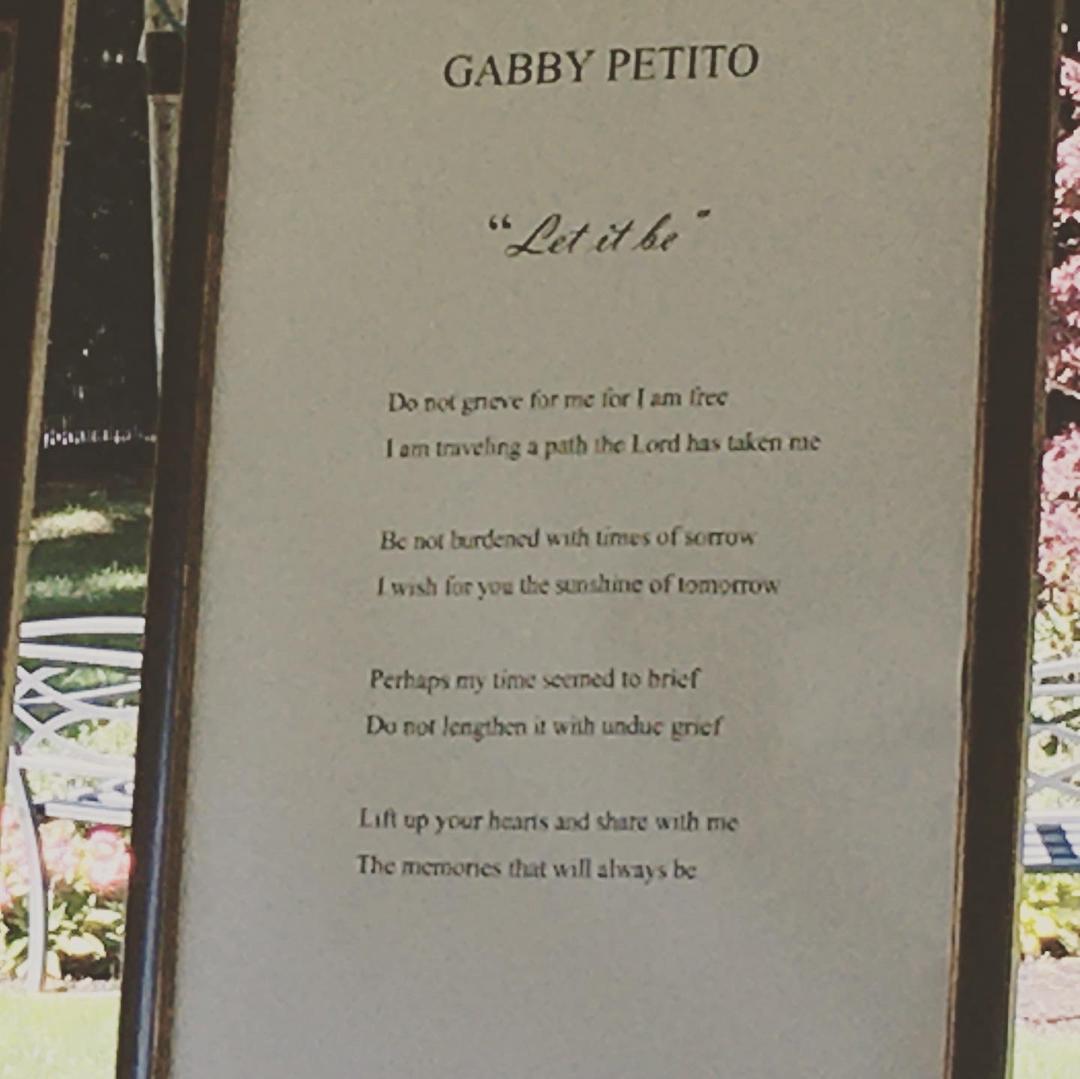 GABBY PETITO
“Let it be”
Do not grieve for me for I am free
I am traveling a path the Lord has taken me
Be not burdened with times of sorrow
I wish for you the sunshine of tomorrow
Perhaps my time seemed to brief
Do not lengthen it with undue grief
Lift up your hearts and share with me
The memories that will always be